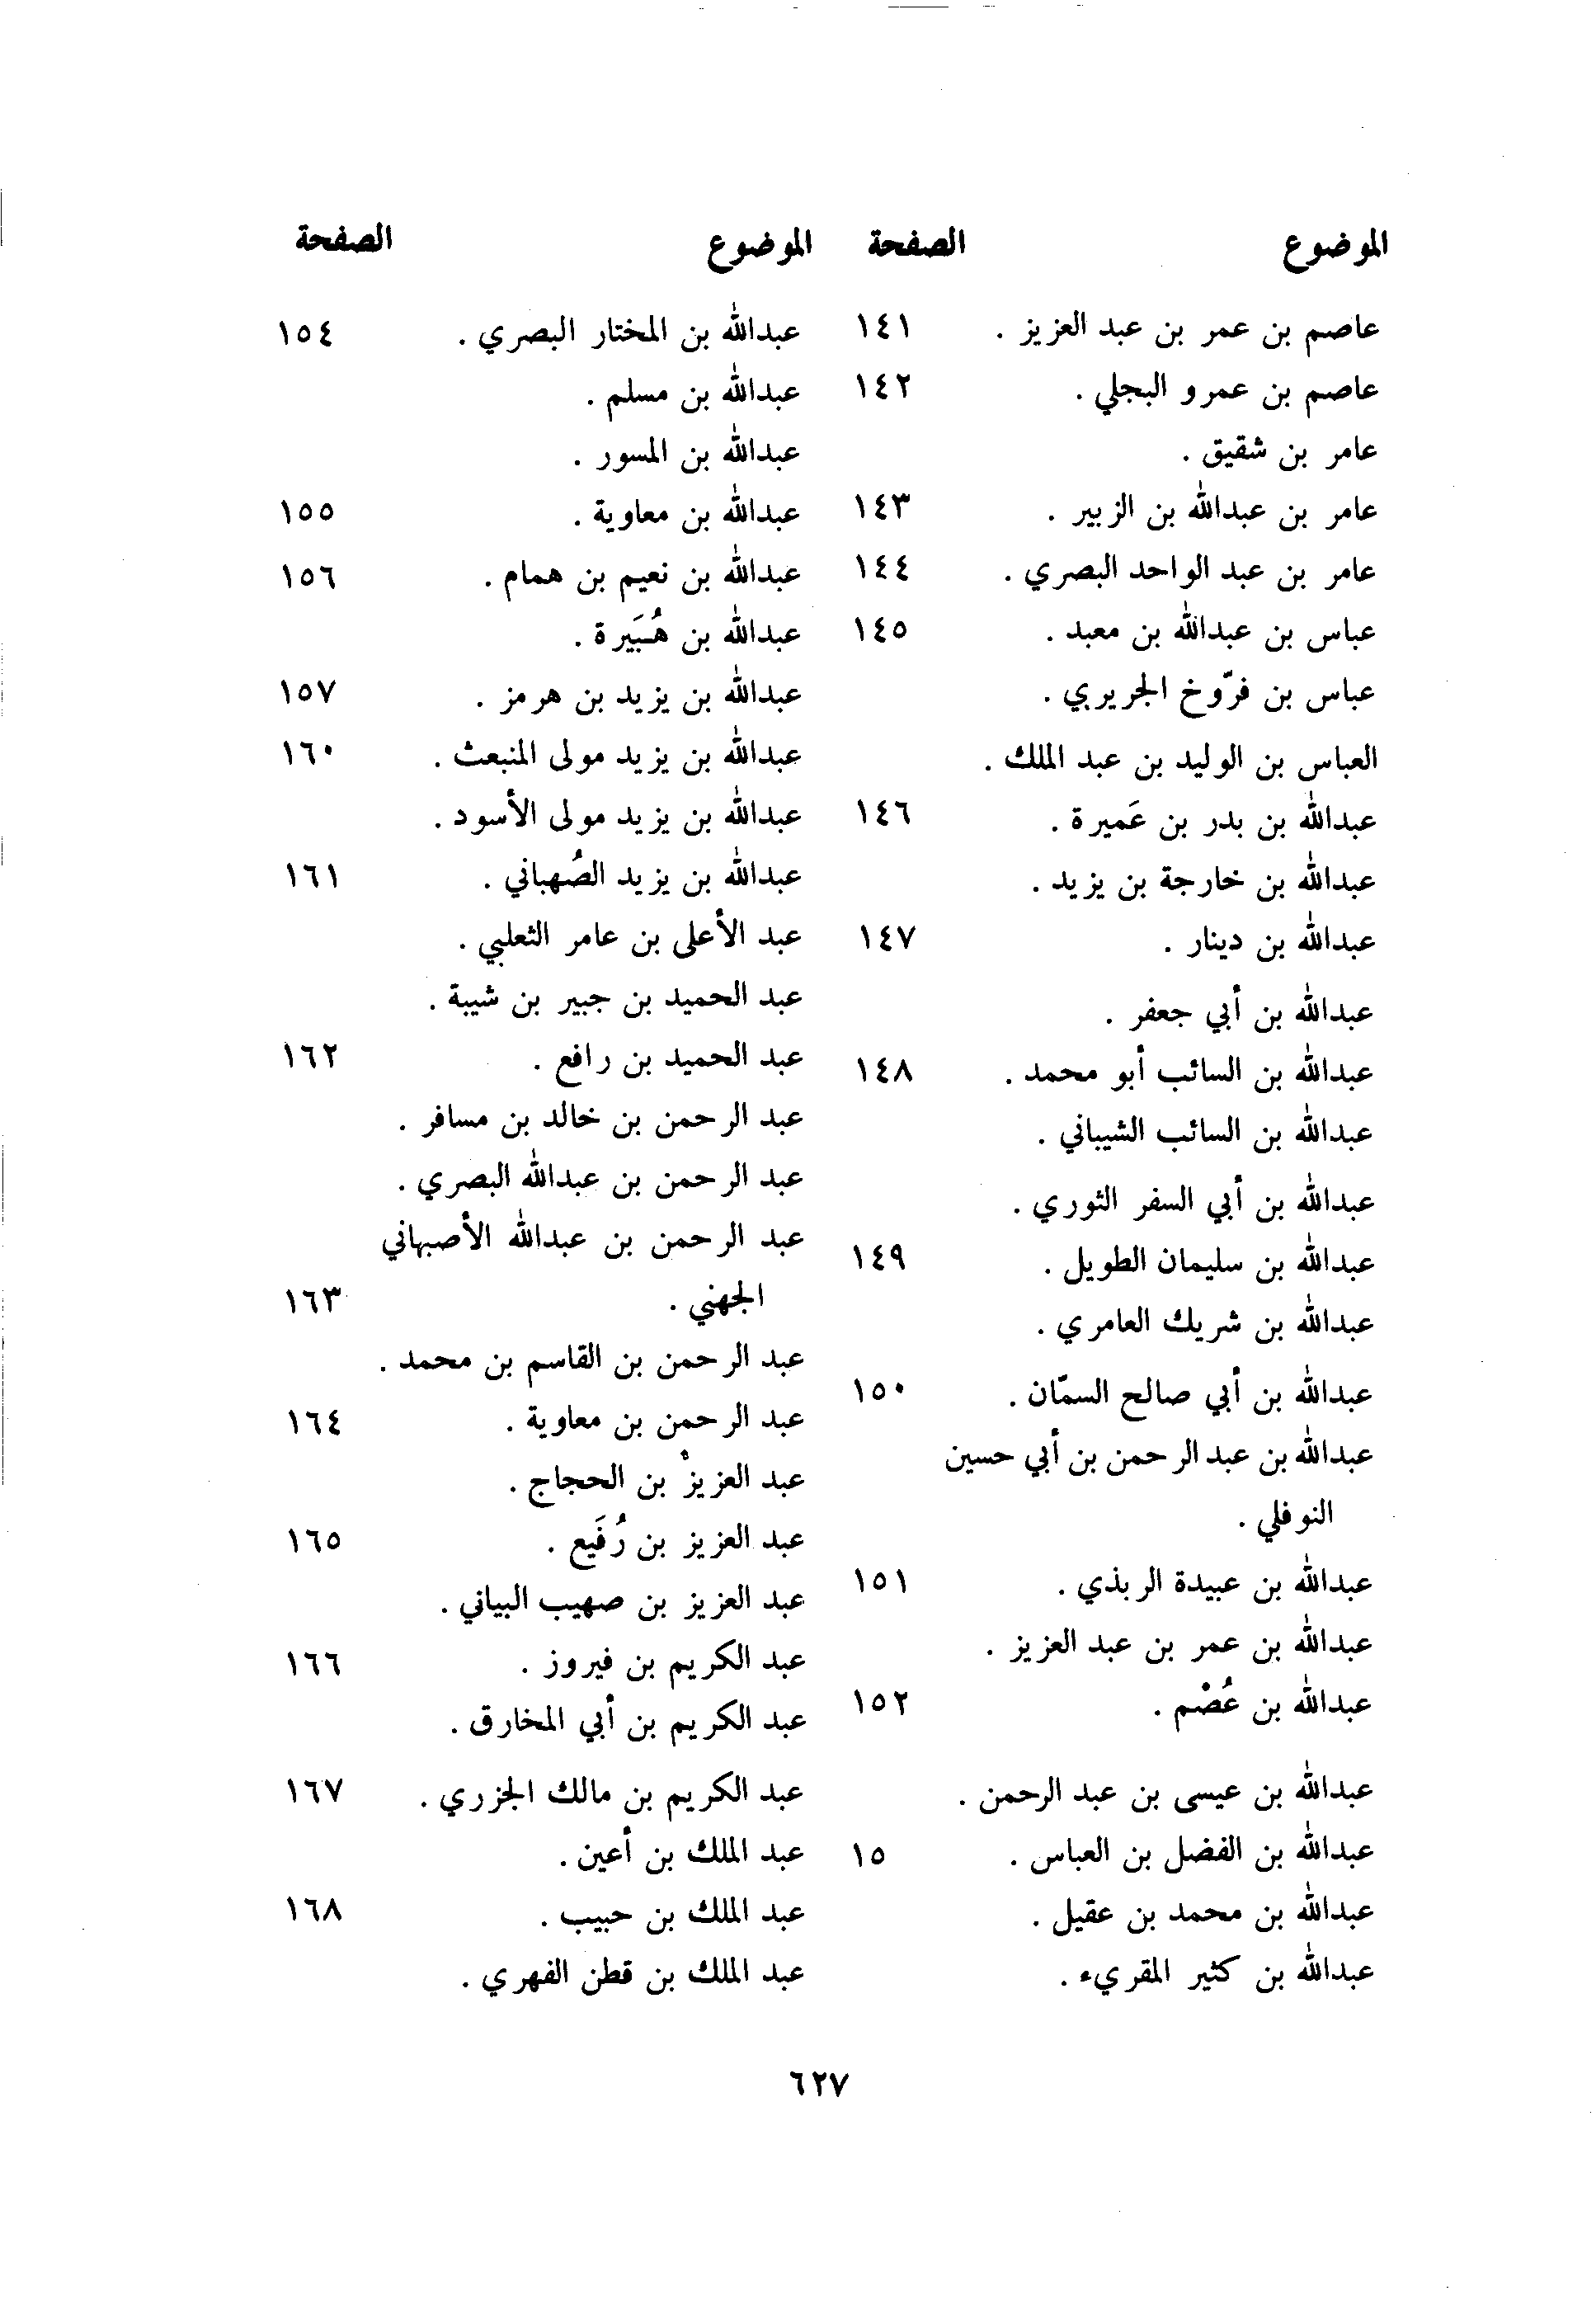 الموضوع الصفحة
عاصم بن عمر بن عبد العزيز . ١٤١
عاصم بن عمرو البجلي . ١٤٢
عامر بن شقيق .
عامر بن عبدالله بن الزبير . ١٤٣
عامر بن عبد الواحد البصري . ١٤٤
عباس بن عبدالله بن معبد . ١٤٥
عباس بن فرّوخ الجريري .
العباس بن الوليد بن عبد الملك .
عبدالله بن بدر بن عَميرة . ١٤٦
عبدالله بن خارجة بن يزيد .
عبدالله بن دينار . ١٤٧
عبدالله بن أبي جعفر .
عبدالله بن السائب أبو محمد . ١٤٨
عبدالله بن السائب الشيباني .
عبدالله بن أبي السفر الثوري .
عبدالله بن سليمان الطويل . ١٤٩
عبدالله بن شريك العامري .
عبدالله بن أبي صالح السمّان . ١٥٠
عبدالله بن عبد الرحمن بن أبي حسين
النوفلي .
عبدالله بن عبيدة الربذي . ١٥١
عبدالله بن عمر بن عبد العزيز .
عبدالله بن عُصْم . ١٥٢
عبدالله بن عيسى بن عبد الرحمن .
عبدالله بن الفضل بن العباس . ١٥
عبدالله بن محمد بن عقيل .
عبدالله بن كثير المقريء .
الموضوع الصفحة
عبدالله بن المختار البصري . ١٥٤
عبدالله بن مسلم .
عبدالله بن المسور .
عبدالله بن معاوية . ١٥٥
عبدالله بن نعيم بن همام . ١٥٦
عبدالله بن هُبَيرة .
عبدالله بن يزيد بن هرمز . ١٥٧
عبدالله بن يزيد مولى المنبعث . ١٦٠
عبدالله بن يزيد مولى الأسود .
عبدالله بن يزيد الصُهباني . ١٦١
عبد الأعلى بن عامر الثعلبي .
عبد الحميد بن جبير بن شيبة .
عبد الحميد بن رافع . ١٦٢
عبد الرحمن بن خالد بن مسافر .
عبد الرحمن بن عبدالله البصري .
عبد الرحمن بن عبدالله الأصبهاني
الجهني . ١٦٣
عبد الرحمن بن القاسم بن محمد .
عبد الرحمن بن معاوية . ١٦٤
عبد العزيز بن الحجاج .
عبد العزيز بن رُفَيع . ١٦٥
عبد العزيز بن صهيب البياني .
عبد الكريم بن فيروز . ١٦٦
عبد الكريم بن أبي المخارق .
عبد الكريم بن مالك الجزري . ١٦٧
عبد الملك بن أعين .
عبد الملك بن حبيب . ١٦٨
عبد الملك بن قطن الفهري .
٦٢٧